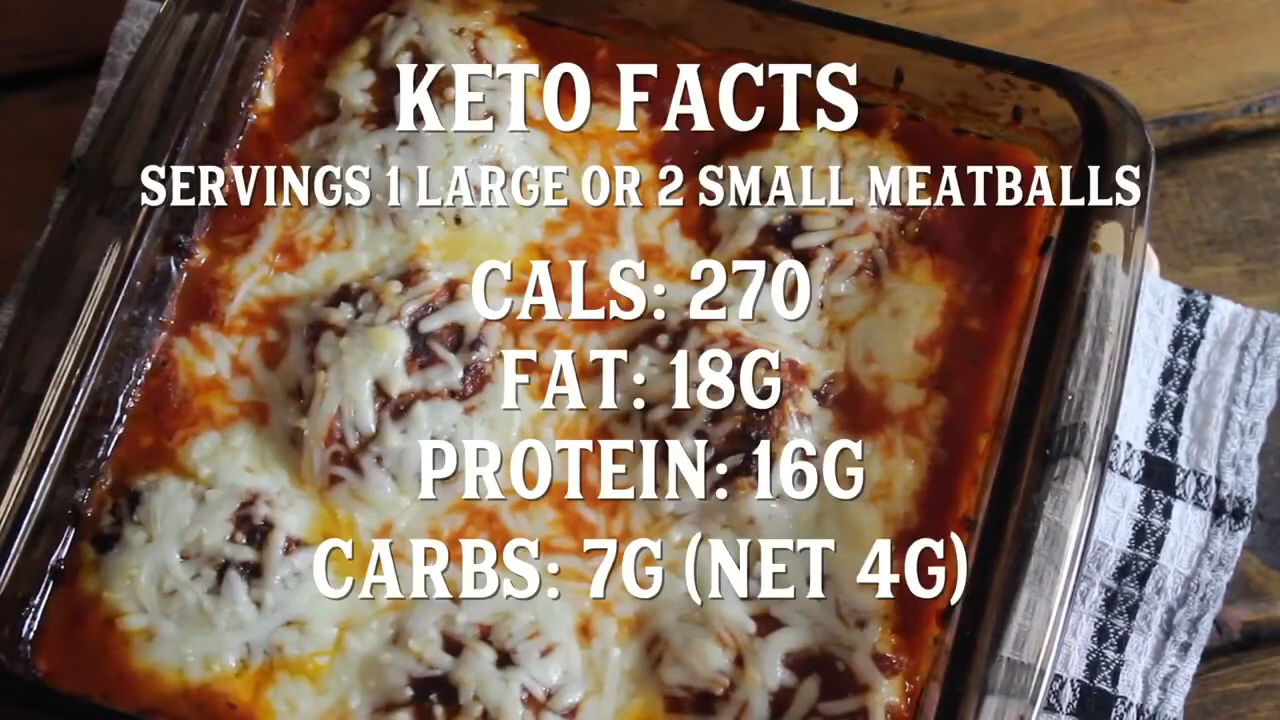 KETO FACTS
SERVINGS 1 LARGE OR 2 SMALL MEATBALLS
CALS: 270
FAT: 18G
PROTEIN: 16G
CARBS: 7G (NET 4G)